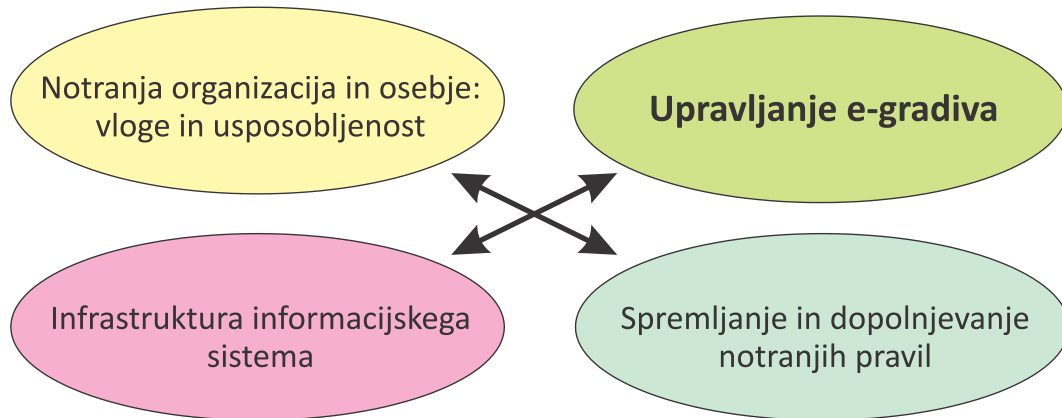 Notranja organizacija in osebje:
vloge in usposobljenost
Upravljanje e-gradiva
Infrastruktura informacijskega
sistema
Spremljanje in dopolnjevanje
notranjih pravil